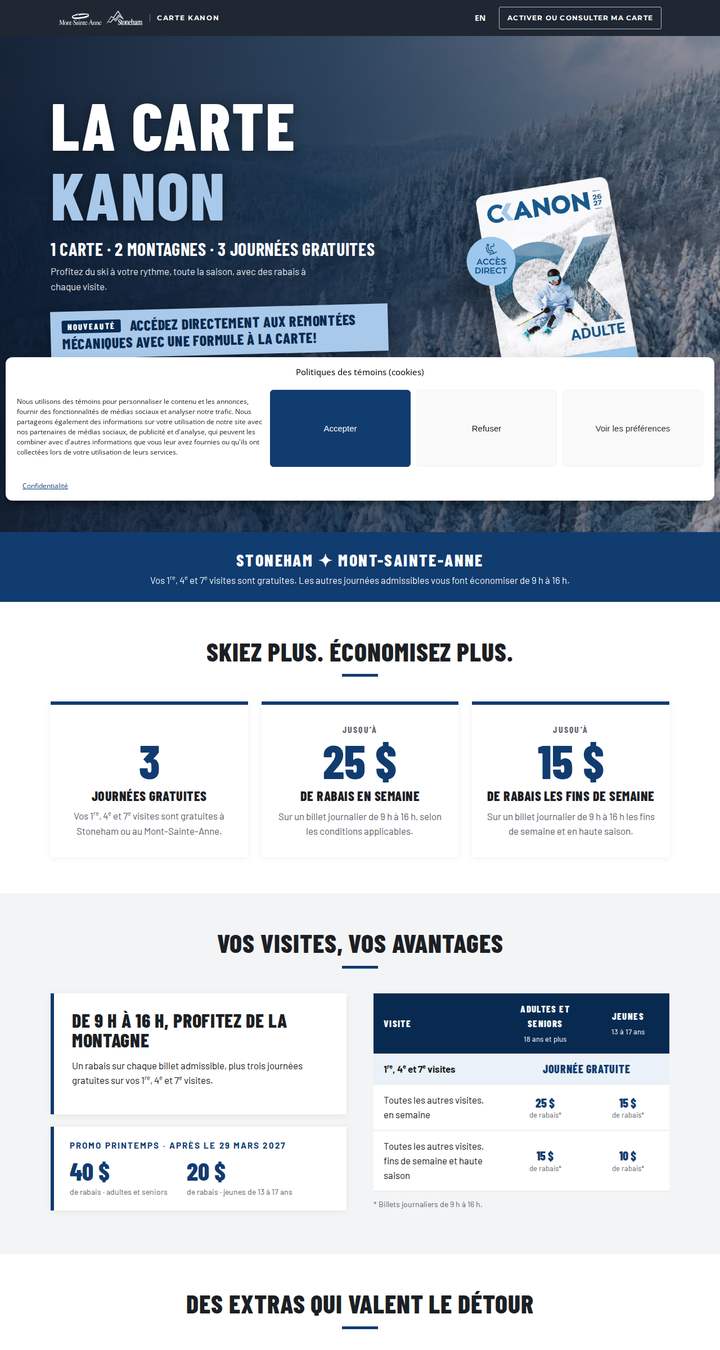 Mont-Sainte-Anne Stoneham CARTE KANON EN ACTIVER OU CONSULTER MA CARTE
LA CARTE
KANON
1 CARTE · 2 MONTAGNES · 3 JOURNÉES GRATUITES
Profitez du ski à votre rythme, toute la saison, avec des rabais à
chaque visite.
NOUVEAUTÉ ACCÉDEZ DIRECTEMENT AUX REMONTÉES
MÉCANIQUES AVEC UNE FORMULE À LA CARTE!
CKANON 26
27
ACCÈS
DIRECT
ADULTE
Politiques des témoins (cookies)
Nous utilisons des témoins pour personnaliser le contenu et les annonces,
fournir des fonctionnalités de médias sociaux et analyser notre trafic. Nous
partageons également des informations sur votre utilisation de notre site avec
nos partenaires de médias sociaux, de publicité et d'analyse, qui peuvent les
combiner avec d'autres informations que vous leur avez fournies ou qu'ils ont
collectées lors de votre utilisation de leurs services.
Accepter
Refuser
Voir les préférences
Confidentialité
STONEHAM ✦ MONT-SAINTE-ANNE
Vos 1re, 4e et 7e visites sont gratuites. Les autres journées admissibles vous font économiser de 9 h à 16 h.
SKIEZ PLUS. ÉCONOMISEZ PLUS.
3
JOURNÉES GRATUITES
Vos 1re, 4e et 7e visites sont gratuites à
Stoneham ou au Mont-Sainte-Anne.
JUSQU'À
25 $
DE RABAIS EN SEMAINE
Sur un billet journalier de 9 h à 16 h, selon
les conditions applicables.
JUSQU'À
15 $
DE RABAIS LES FINS DE SEMAINE
Sur un billet journalier de 9 h à 16 h les fins
de semaine et en haute saison.
VOS VISITES, VOS AVANTAGES
DE 9 H À 16 H, PROFITEZ DE LA
MONTAGNE
Un rabais sur chaque billet admissible, plus trois journées
gratuites sur vos 1re, 4e et 7e visites.
PROMO PRINTEMPS · APRÈS LE 29 MARS 2027
40 $ 20 $
de rabais · adultes et seniors de rabais · jeunes de 13 à 17 ans
VISITE
ADULTES ET
SENIORS
18 ans et plus
JEUNES
13 à 17 ans
1re, 4e et 7e visites JOURNÉE GRATUITE
Toutes les autres visites,
en semaine
25 $
de rabais*
15 $
de rabais*
Toutes les autres visites,
fins de semaine et haute
saison
15 $
de rabais*
10 $
de rabais*
* Billets journaliers de 9 h à 16 h.
DES EXTRAS QUI VALENT LE DÉTOUR